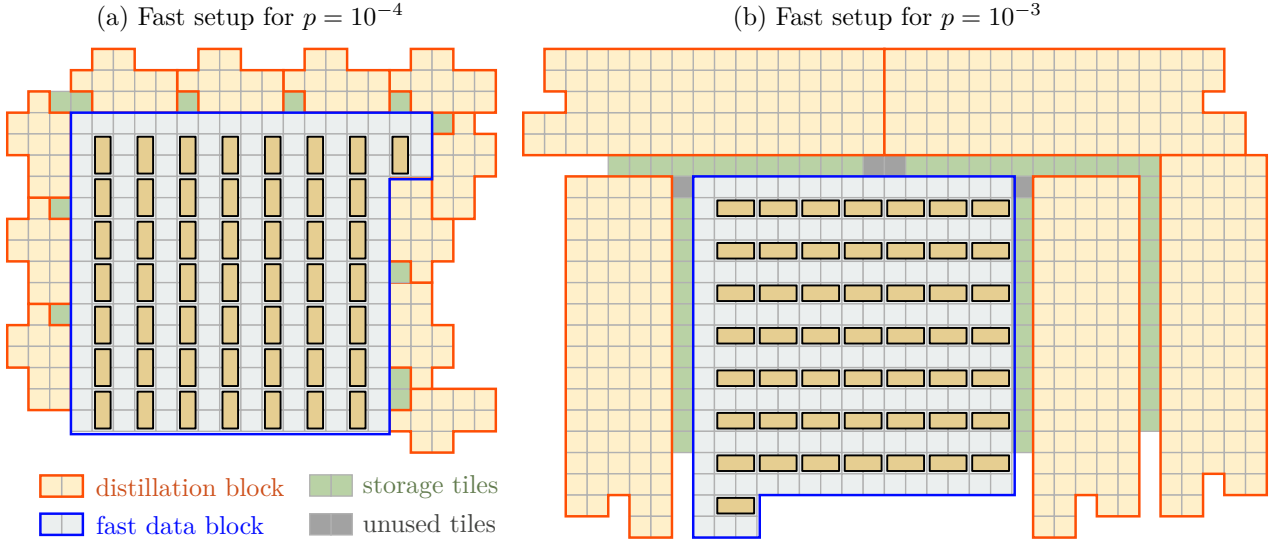 (a) Fast setup for p = 10⁻⁴
(b) Fast setup for p = 10⁻³
distillation block
storage tiles
fast data block
unused tiles